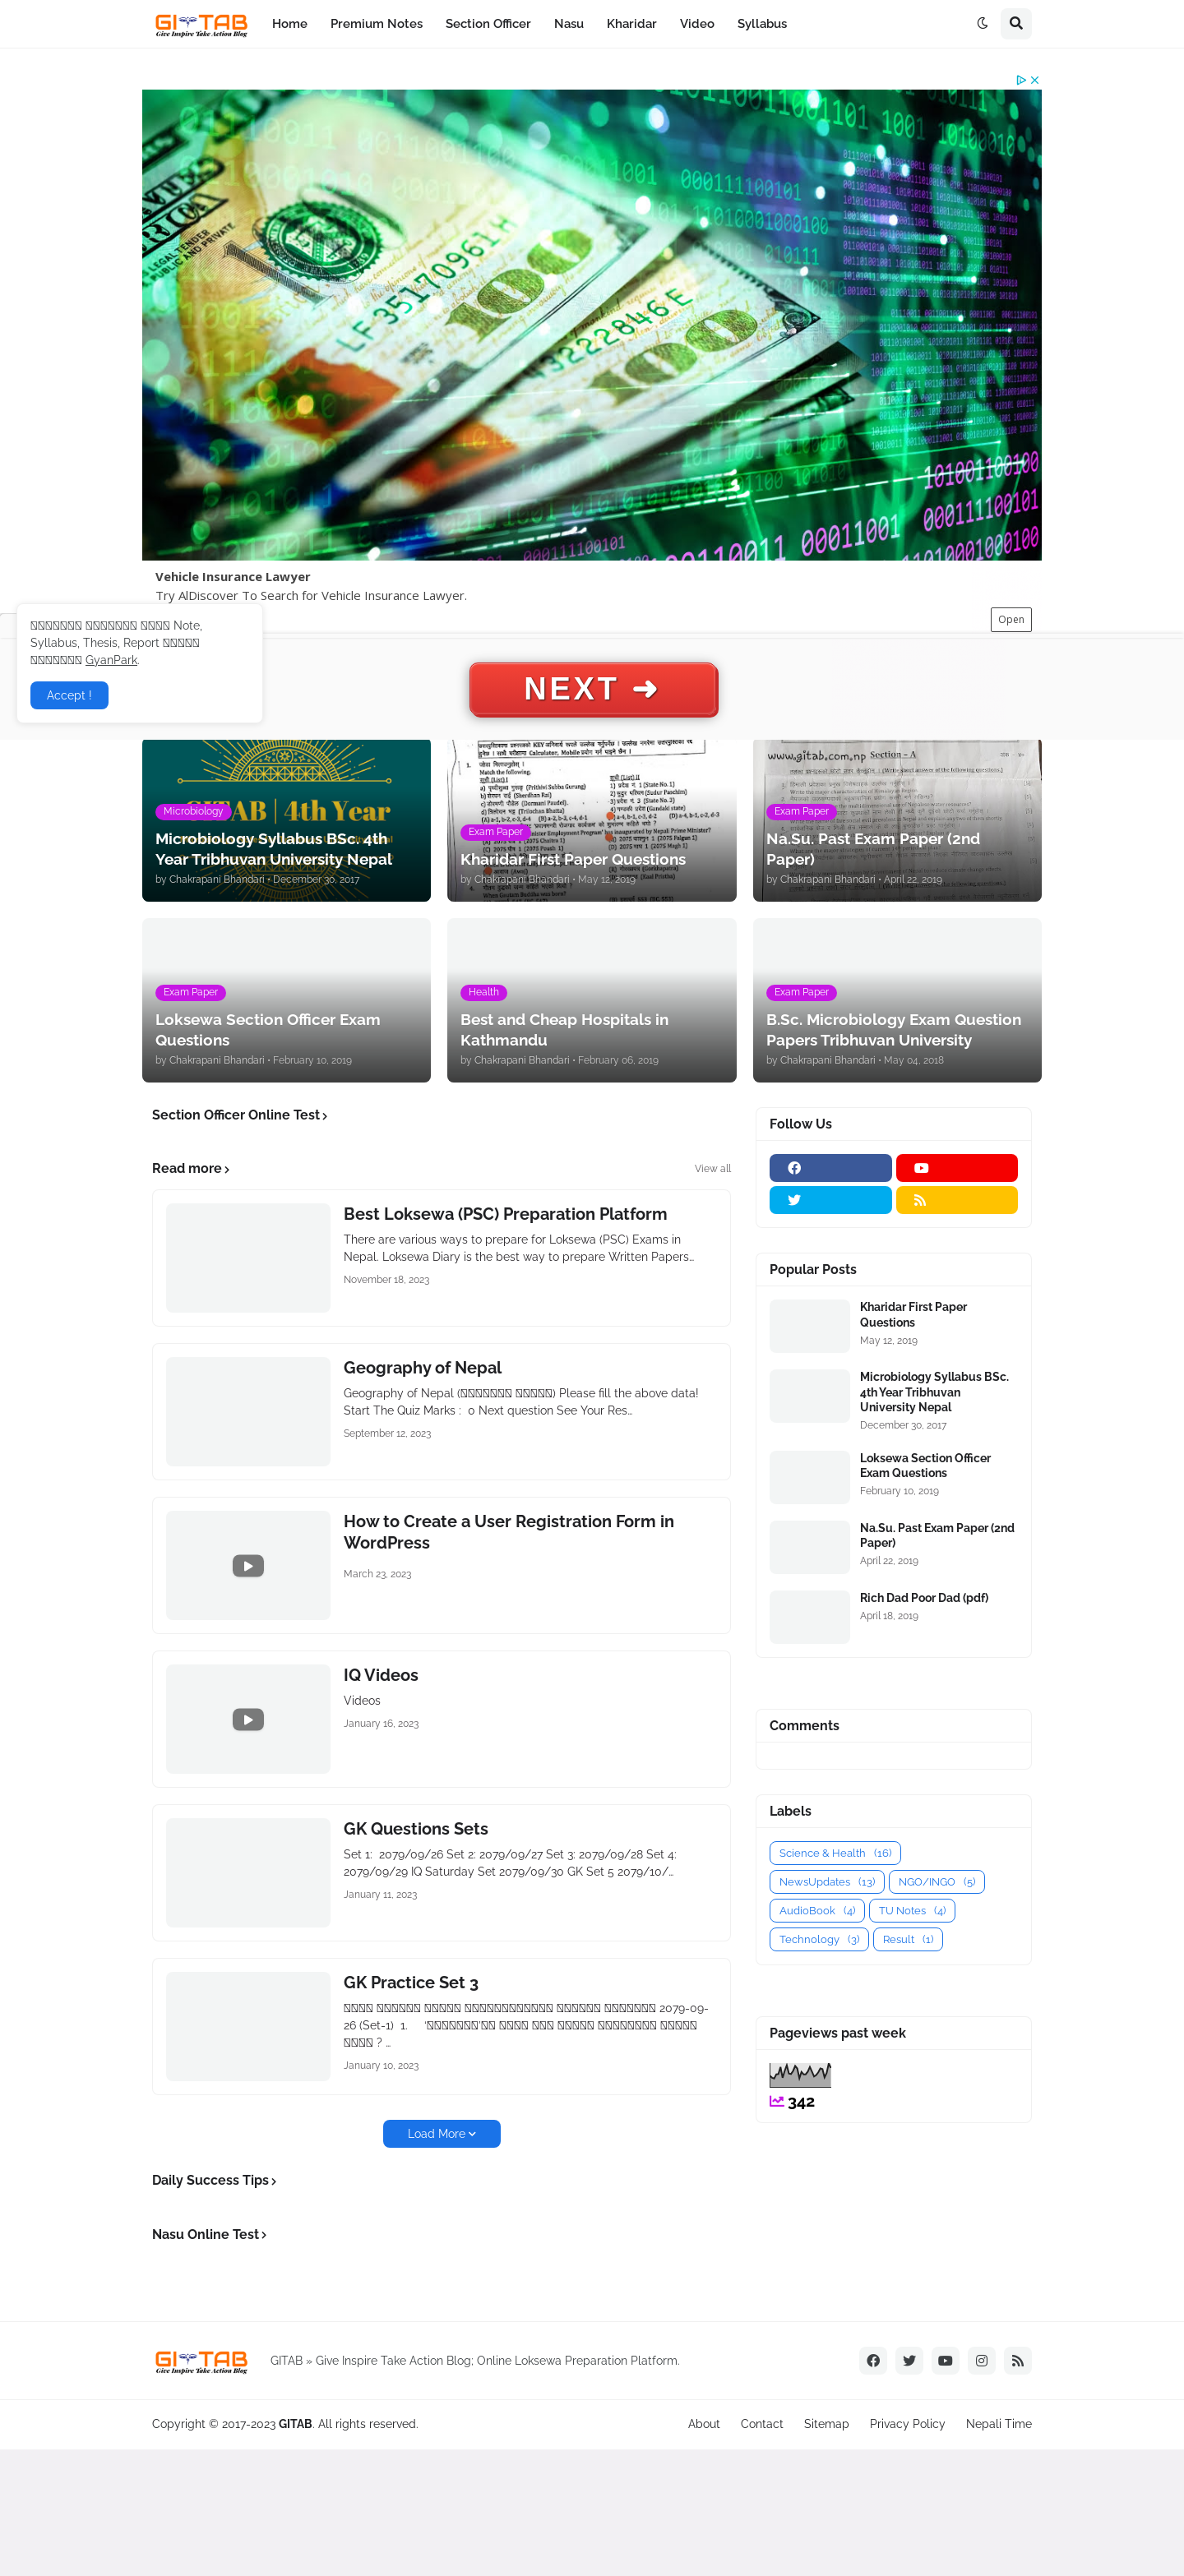 GITAB
Give Inspire Take Action Blog
Home
Premium Notes
Section Officer
Nasu
Kharidar
Video
Syllabus
LF35170961
32222846E
Vehicle Insurance Lawyer
Try AlDiscover To Search for Vehicle Insurance Lawyer.
Open
Note,
Syllabus, Thesis, Report
GyanPark.
Accept !
NEXT ➜
GITAB | 4th Year
Microbiology
Microbiology Syllabus BSc. 4th
Year Tribhuvan University Nepal
by Chakrapani Bhandari • December 30, 2017
Match the following.
Exam Paper
Kharidar First Paper Questions
by Chakrapani Bhandari • May 12, 2019
www.gitab.com.np Section - A
Exam Paper
Na.Su. Past Exam Paper (2nd
Paper)
by Chakrapani Bhandari • April 22, 2019
Exam Paper
Loksewa Section Officer Exam
Questions
by Chakrapani Bhandari • February 10, 2019
Health
Best and Cheap Hospitals in
Kathmandu
by Chakrapani Bhandari • February 06, 2019
Exam Paper
B.Sc. Microbiology Exam Question
Papers Tribhuvan University
by Chakrapani Bhandari • May 04, 2018
Section Officer Online Test
Read more
View all
Best Loksewa (PSC) Preparation Platform
There are various ways to prepare for Loksewa (PSC) Exams in
Nepal. Loksewa Diary is the best way to prepare Written Papers…
November 18, 2023
Geography of Nepal
Geography of Nepal ( ) Please fill the above data!
Start The Quiz Marks : 0 Next question See Your Res…
September 12, 2023
How to Create a User Registration Form in
WordPress
March 23, 2023
IQ Videos
Videos
January 16, 2023
GK Questions Sets
Set 1: 2079/09/26 Set 2: 2079/09/27 Set 3: 2079/09/28 Set 4:
2079/09/29 IQ Saturday Set 2079/09/30 GK Set 5 2079/10/…
January 11, 2023
GK Practice Set 3
2079-09-
26 (Set-1) 1.
? …
January 10, 2023
Load More
Daily Success Tips
Nasu Online Test
Follow Us
Popular Posts
Kharidar First Paper
Questions
May 12, 2019
Microbiology Syllabus BSc.
4th Year Tribhuvan
University Nepal
December 30, 2017
Loksewa Section Officer
Exam Questions
February 10, 2019
Na.Su. Past Exam Paper (2nd
Paper)
April 22, 2019
Rich Dad Poor Dad (pdf)
April 18, 2019
Comments
Labels
Science & Health (16)
NewsUpdates (13)
NGO/INGO (5)
AudioBook (4)
TU Notes (4)
Technology (3)
Result (1)
Pageviews past week
342
GITAB
Give Inspire Take Action Blog
GITAB » Give Inspire Take Action Blog; Online Loksewa Preparation Platform.
Copyright © 2017-2023 GITAB. All rights reserved.
About
Contact
Sitemap
Privacy Policy
Nepali Time